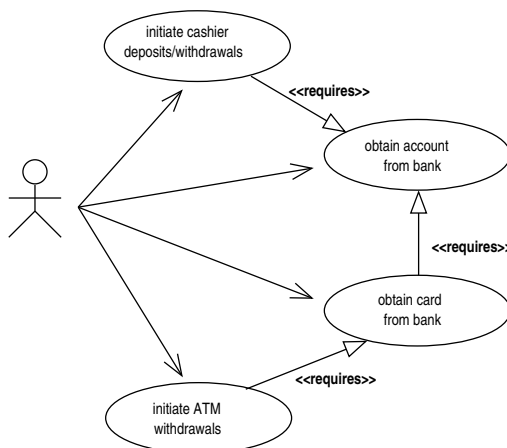 initiate cashier
deposits/withdrawals
<<requires>>
obtain account
from bank
<<requires>>
obtain card
from bank
<<requires>>
initiate ATM
withdrawals